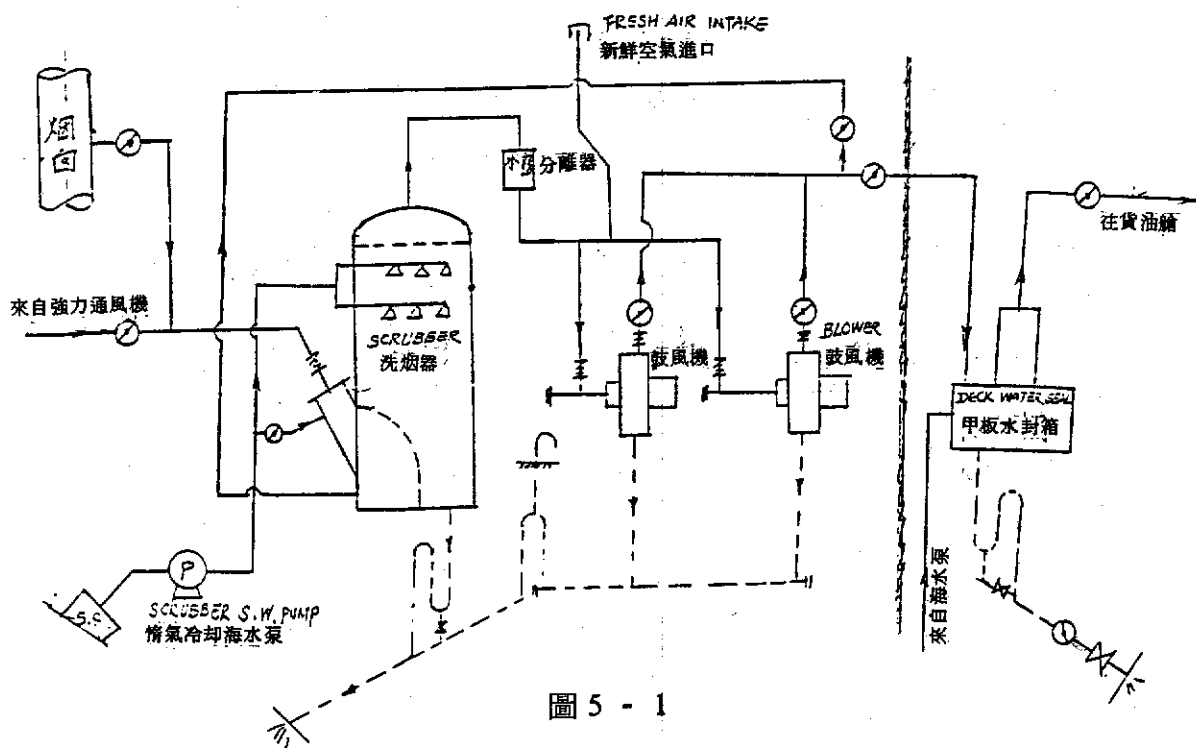 FRESH AIR INTAKE
新鮮空氣進口
烟囪
水霧分離器
往貨油艙
來自強力通風機
SCRUBBER
洗烟器
鼓風機
BLOWER
鼓風機
DECK WATER SEAL
甲板水封箱
來自海水泵
P
S.C
SCRUBBER S.W. PUMP
惰氣冷却海水泵
圖 5 - 1